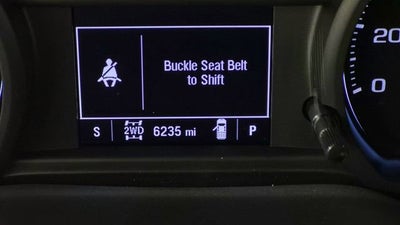 Buckle Seat Belt
to Shift
S 2WD 6235 mi P
20
0